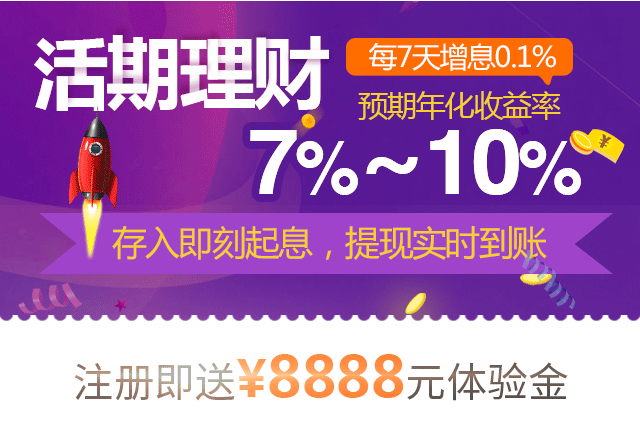 活期理财
每7天增息0.1%
预期年化收益率
7%~10%
存入即刻起息，提现实时到账
注册即送¥8888元体验金